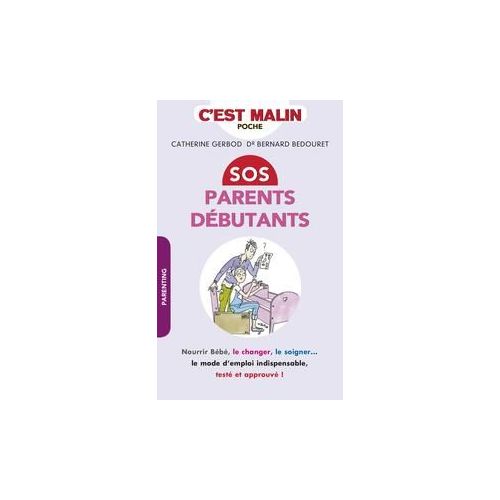 C'EST MALIN
POCHE
CATHERINE GERBOD Dr BERNARD BEDOURET
SOS
PARENTS
DÉBUTANTS
PARENTING
Nourrir Bébé, le changer, le soigner...
le mode d'emploi indispensable,
testé et approuvé !